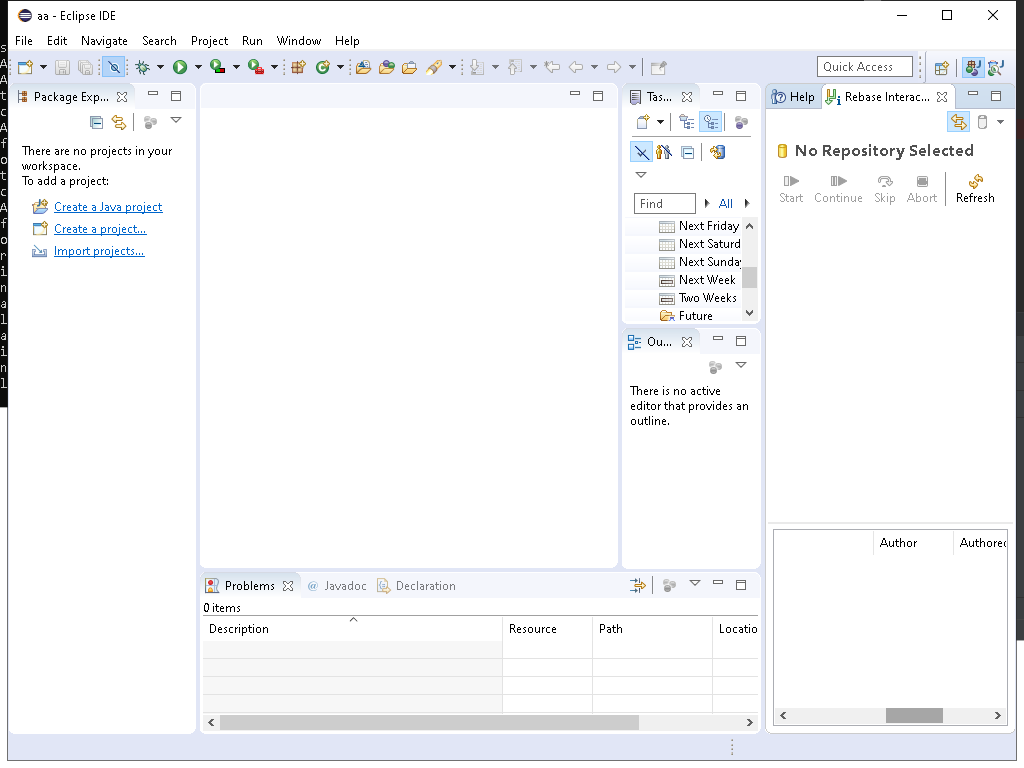 aa - Eclipse IDE
File Edit Navigate Search Project Run Window Help
Quick Access
Package Exp...
There are no projects in your
workspace.
To add a project:
Create a Java project
Create a project...
Import projects...
Tas...
Find
All
Next Friday
Next Saturd
Next Sunday
Next Week
Two Weeks
Future
Ou...
There is no active
editor that provides an
outline.
Help
Rebase Interac...
No Repository Selected
Start Continue Skip Abort Refresh
Author Authored
Problems @ Javadoc Declaration
0 items
Description Resource Path Locatio